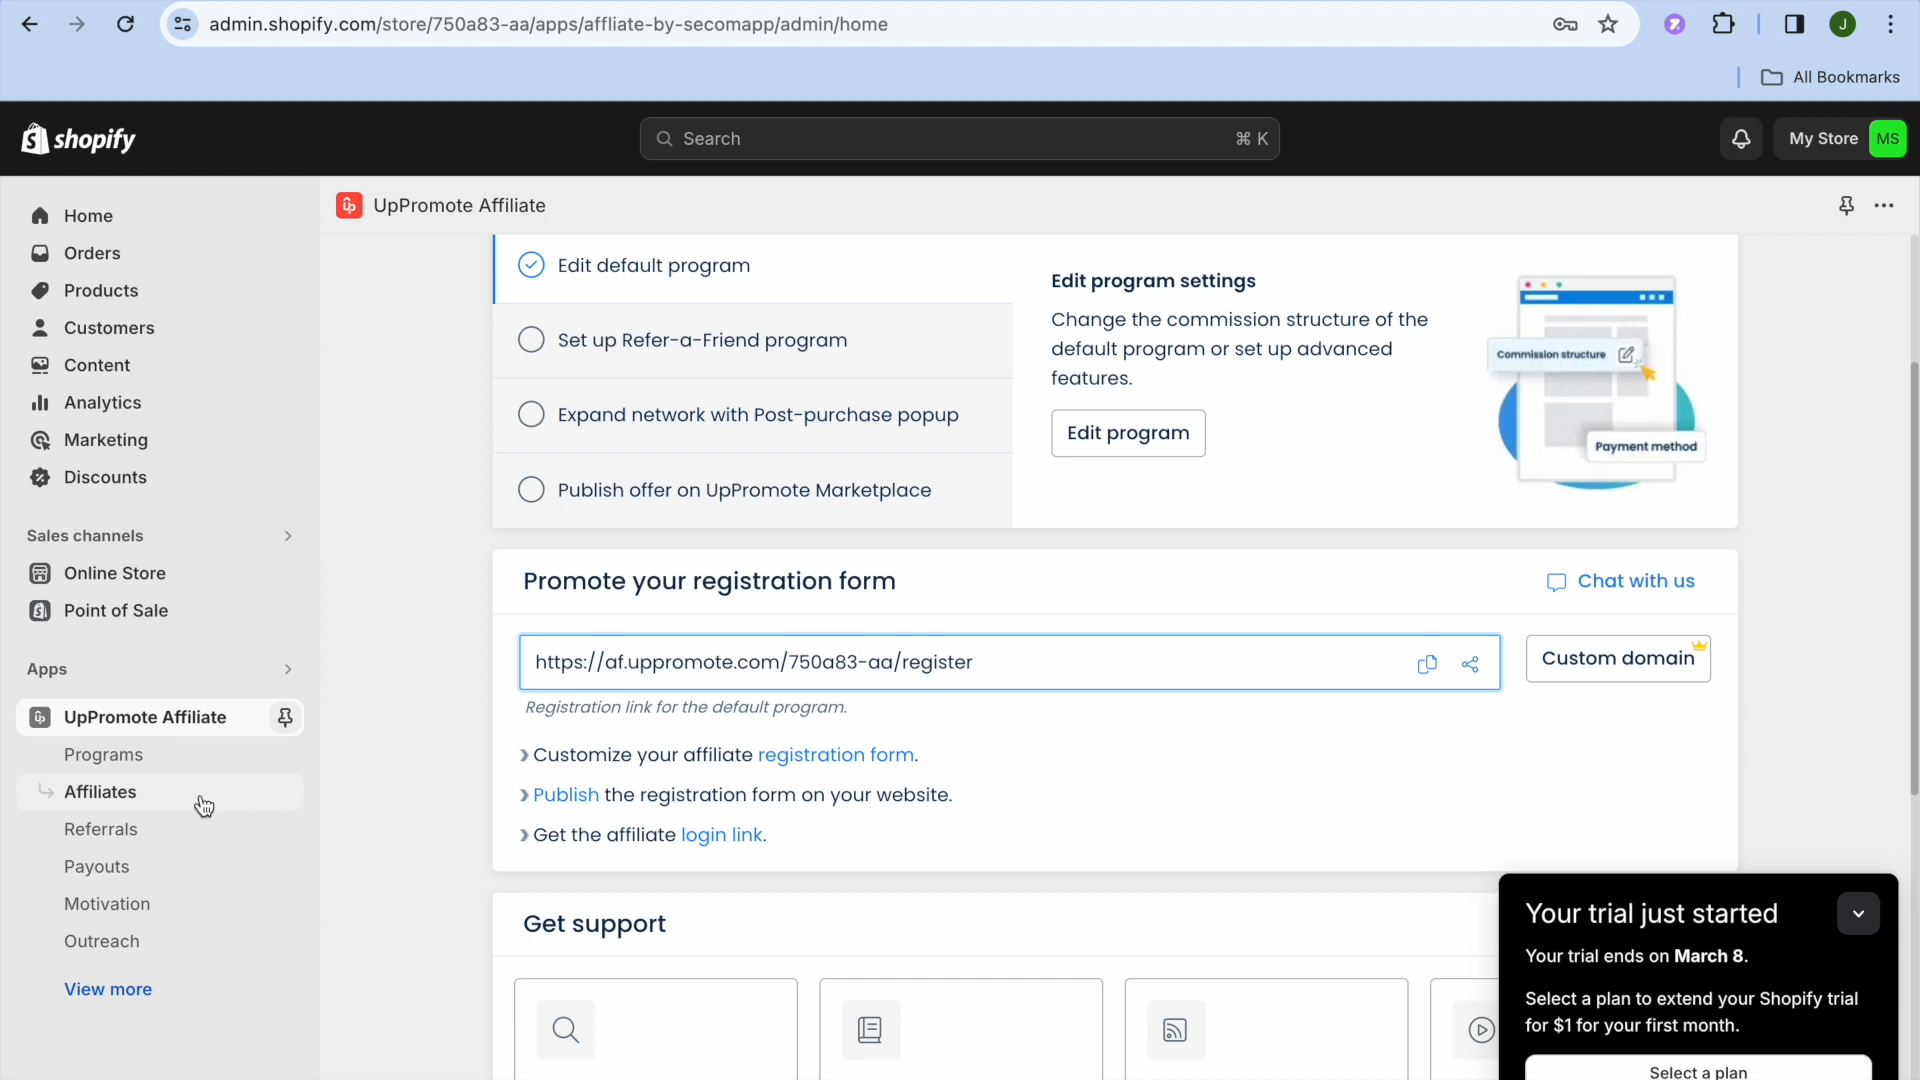 admin.shopify.com/store/750a83-aa/apps/affliate-by-secomapp/admin/home
J
All Bookmarks
shopify
Search
⌘ K
My Store
MS
Home
Orders
Products
Customers
Content
Analytics
Marketing
Discounts
Sales channels
Online Store
Point of Sale
Apps
UpPromote Affiliate
Programs
Affiliates
Referrals
Payouts
Motivation
Outreach
View more
UpPromote Affiliate
Edit default program
Set up Refer-a-Friend program
Expand network with Post-purchase popup
Publish offer on UpPromote Marketplace
Edit program settings
Change the commission structure of the
default program or set up advanced
features.
Edit program
Commission structure
Payment method
Promote your registration form
Chat with us
https://af.uppromote.com/750a83-aa/register
Custom domain
Registration link for the default program.
Customize your affiliate registration form.
Publish the registration form on your website.
Get the affiliate login link.
Get support
Your trial just started
Your trial ends on March 8.
Select a plan to extend your Shopify trial
for $1 for your first month.
Select a plan